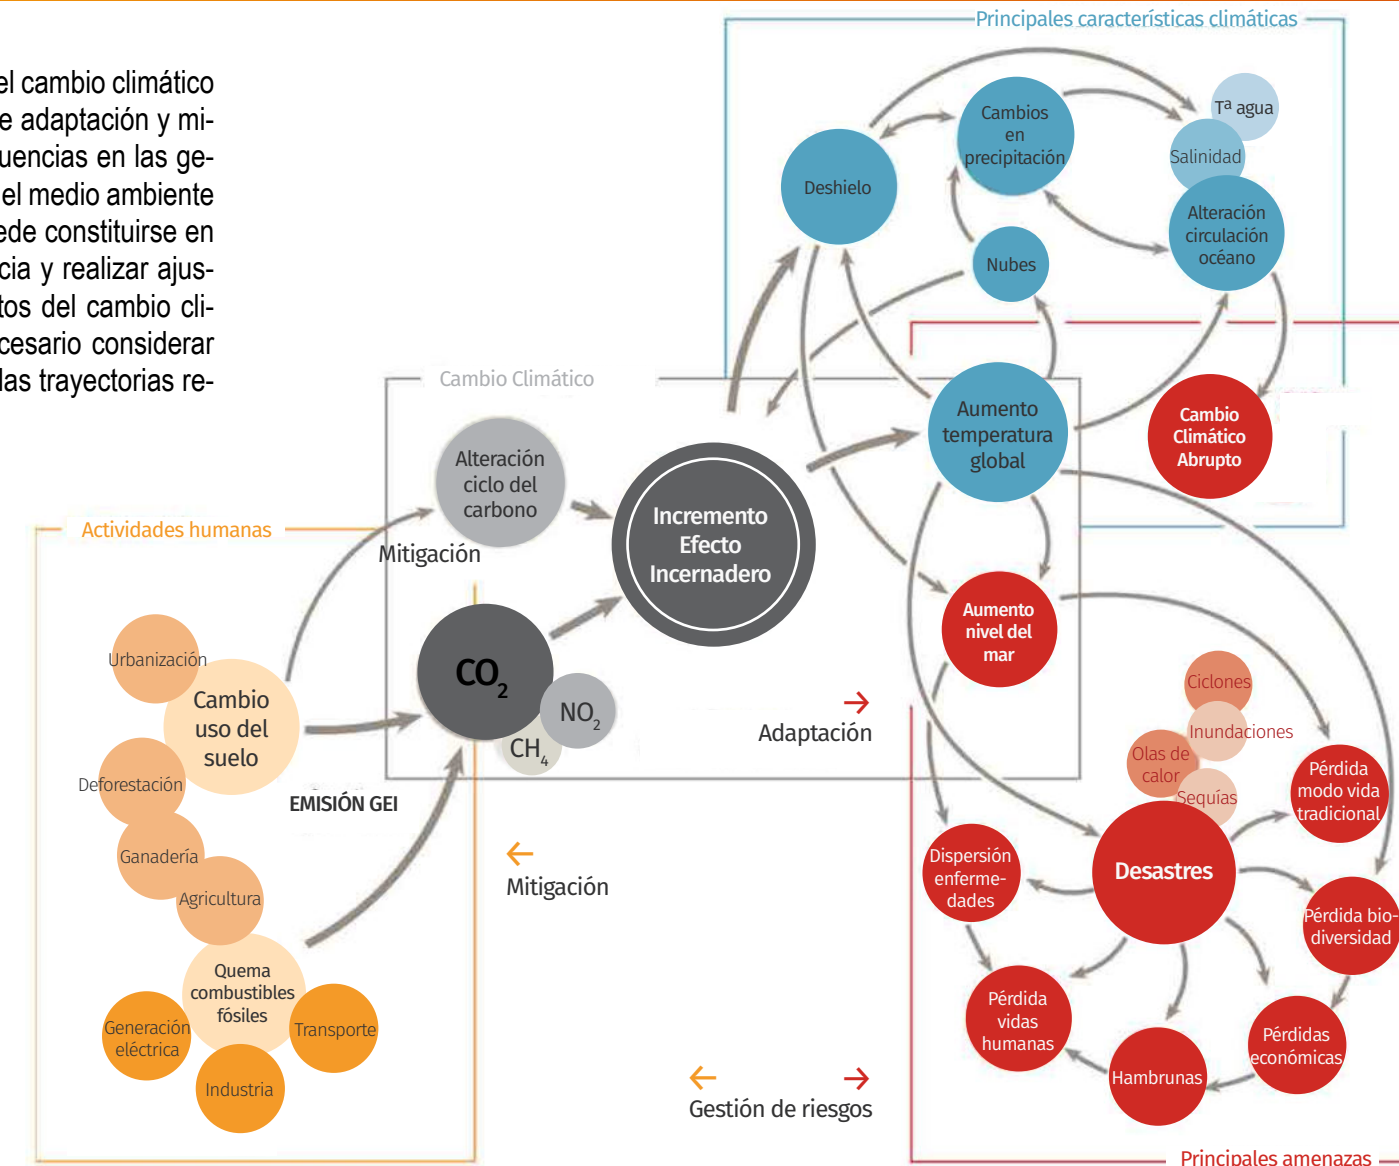 Principales características climáticas
el cambio climático
e adaptación y mi-
uencias en las ge-
el medio ambiente
ede constituirse en
cia y realizar ajus-
tos del cambio cli-
cesario considerar
las trayectorias re-
Cambios
en
precipitación
Tª agua
Salinidad
Deshielo
Alteración
circulación
océano
Nubes
Cambio Climático
Aumento
temperatura
global
Cambio
Climático
Abrupto
Alteración
ciclo del
carbono
Incremento
Efecto
Incernadero
Actividades humanas
Mitigación
Aumento
nivel del
mar
Urbanización
Cambio
uso del
suelo
CO2
NO2
CH4
Adaptación
Ciclones
Inundaciones
Olas de
calor
Sequías
Pérdida
modo vida
tradicional
Deforestación
EMISIÓN GEI
Ganadería
Agricultura
Mitigación
Dispersión
enferme-
dades
Desastres
Pérdida bio-
diversidad
Quema
combustibles
fósiles
Generación
eléctrica
Transporte
Industria
Pérdida
vidas
humanas
Hambrunas
Pérdidas
económicas
Gestión de riesgos
Principales amenazas